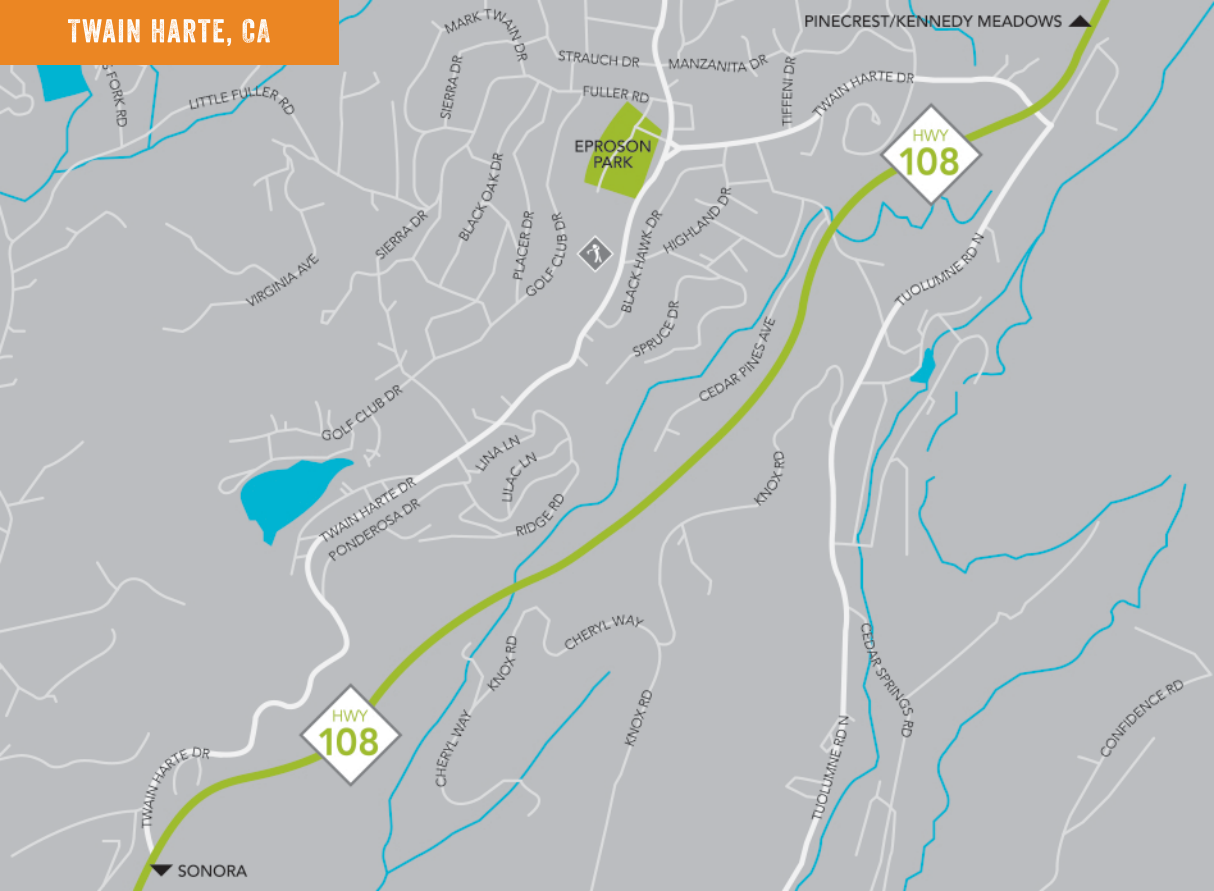 TWAIN HARTE, CA
PINECREST/KENNEDY MEADOWS
MARK TWAIN DR
STRAUCH DR
MANZANITA DR
SIERRA DR
TIFFENI DR
TWAIN HARTE DR
S FORK RD
LITTLE FULLER RD
FULLER RD
EPROSON
PARK
HWY
108
BLACK OAK DR
SIERRA DR
PLACER DR
GOLF CLUB DR
BLACK HAWK DR
HIGHLAND DR
VIRGINIA AVE
TUOLUMNE RD N
SPRUCE DR
CEDAR PINES AVE
GOLF CLUB DR
LINA LN
LILAC LN
KNOX RD
TWAIN HARTE DR
PONDEROSA DR
RIDGE RD
CHERYL WAY
KNOX RD
CEDAR SPRINGS RD
KNOX RD
CONFIDENCE RD
HWY
108
CHERYL WAY
TUOLUMNE RD N
TWAIN HARTE DR
SONORA